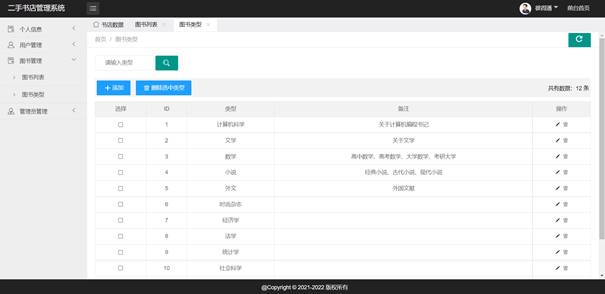 二手书店管理系统
前台首页
个人信息
用户管理
图书管理
图书列表
图书类型
管理员管理
书店数据 图书列表 × 图书类型 ×
首页 / 图书类型
请输入类型
添加 删除选中类型 共有数据：12 条
选择 ID 类型 备注 操作
1 计算机科学 关于计算机编程书记
2 文学 关于文学
3 数学 高中数学、高考数学、大学数学、考研大学
4 小说 经典小说、古代小说、现代小说
5 外文 外国文献
6 时尚杂志
7 经济学
8 法学
9 统计学
10 社会科学
@Copyright © 2021-2022 版权所有